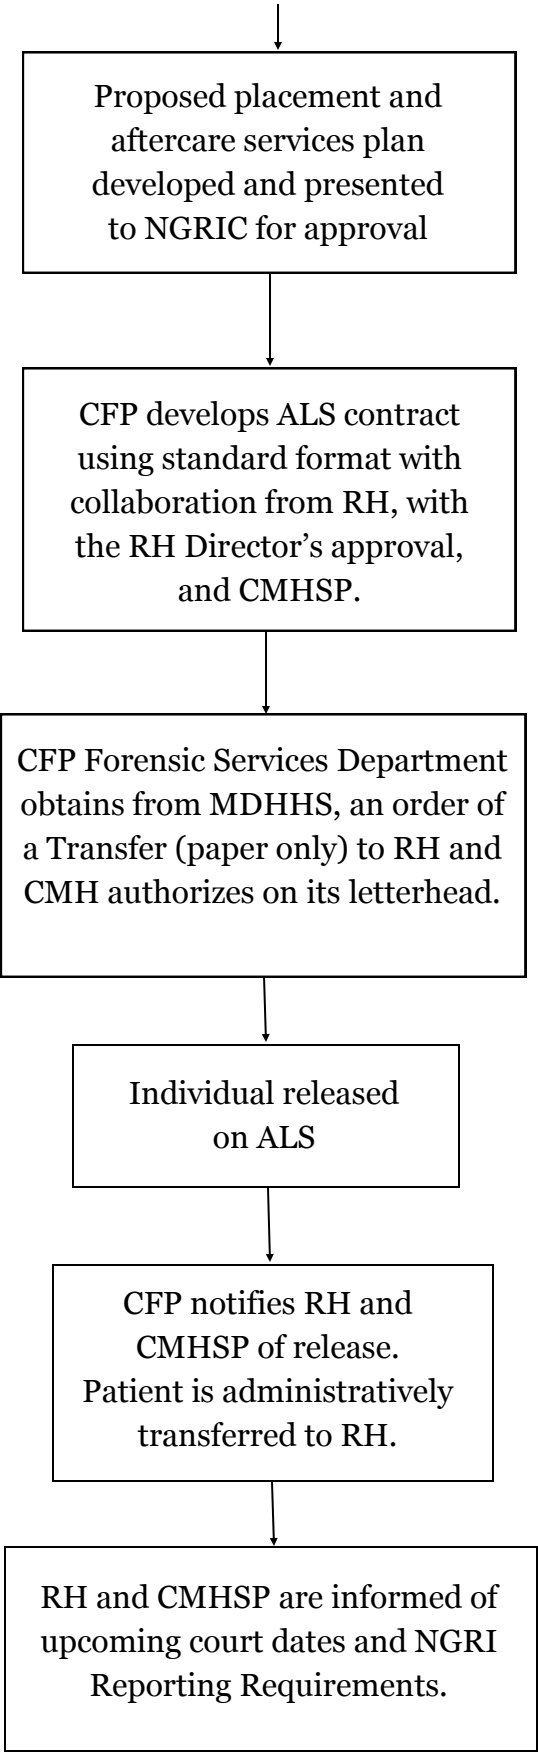 Proposed placement and
aftercare services plan
developed and presented
to NGRIC for approval
CFP develops ALS contract
using standard format with
collaboration from RH, with
the RH Director’s approval,
and CMHSP.
CFP Forensic Services Department
obtains from MDHHS, an order of
a Transfer (paper only) to RH and
CMH authorizes on its letterhead.
Individual released
on ALS
CFP notifies RH and
CMHSP of release.
Patient is administratively
transferred to RH.
RH and CMHSP are informed of
upcoming court dates and NGRI
Reporting Requirements.